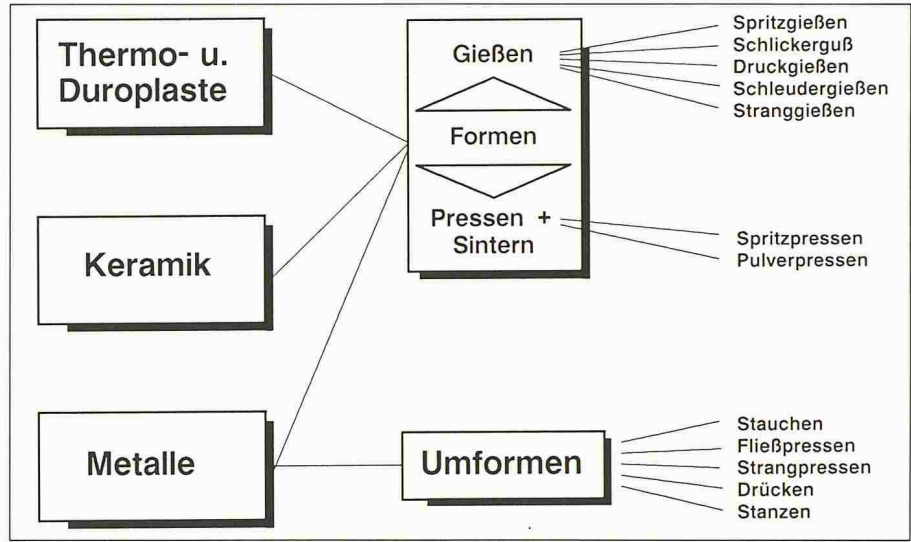 Thermo- u.
Duroplaste
Keramik
Metalle
Gießen
Formen
Pressen +
Sintern
Umformen
Spritzgießen
Schlickerguß
Druckgießen
Schleudergießen
Stranggießen
Spritzpressen
Pulverpressen
Stauchen
Fließpressen
Strangpressen
Drücken
Stanzen